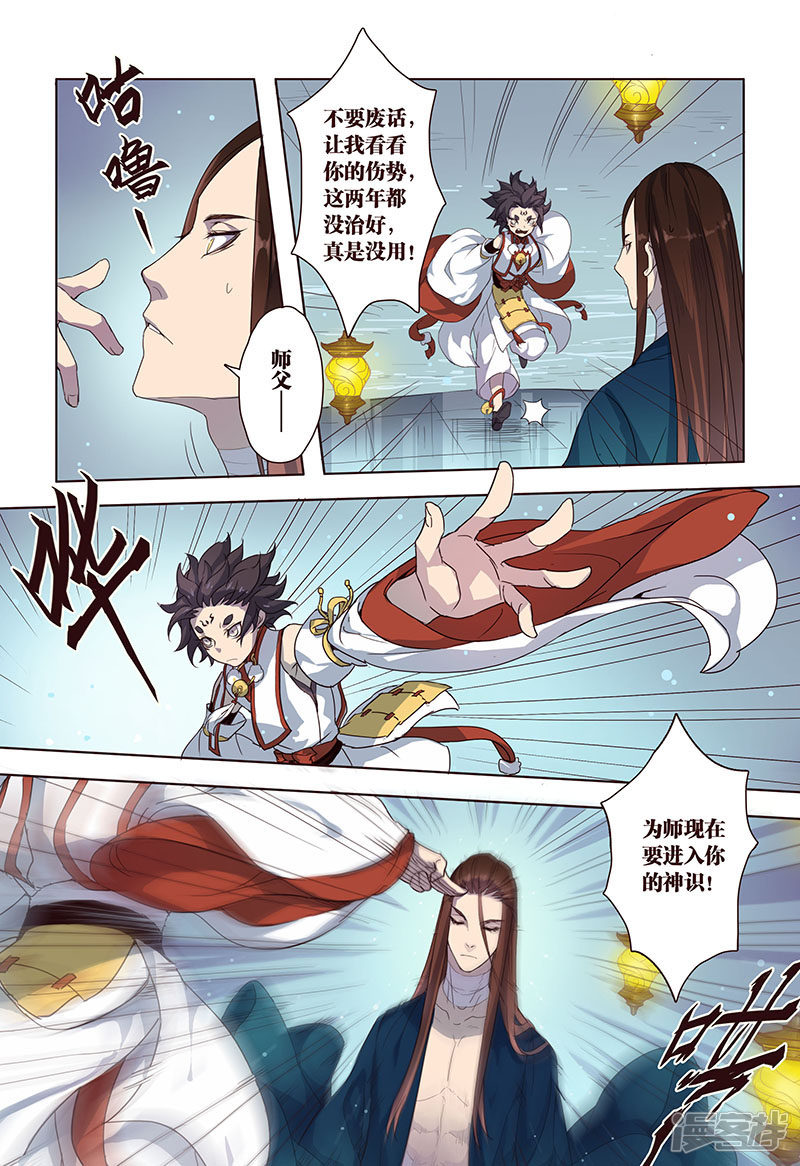 咕噜
师父——
不要废话，
让我看看
你的伤势，
这两年都
没治好，
真是没用！
哗
为师现在
要进入你
的神识！
哒
漫客栈